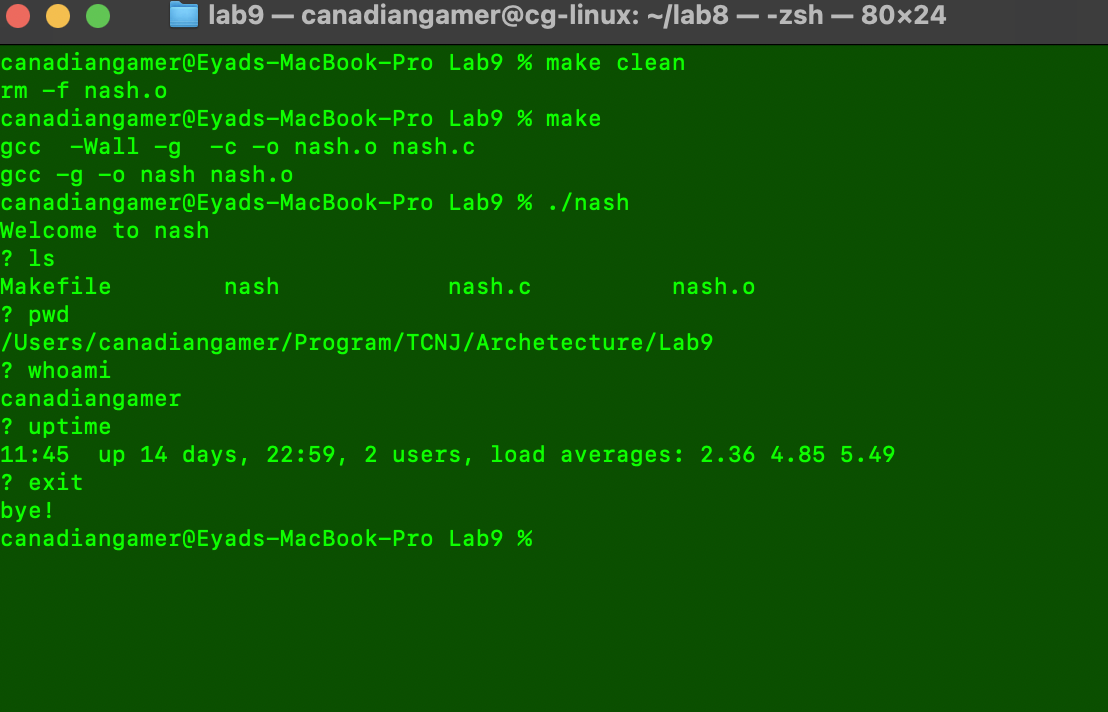 lab9 — canadiangamer@cg-linux: ~/lab8 — -zsh — 80×24
canadiangamer@Eyads-MacBook-Pro Lab9 % make clean
rm -f nash.o
canadiangamer@Eyads-MacBook-Pro Lab9 % make
gcc  -Wall -g  -c -o nash.o nash.c
gcc -g -o nash nash.o
canadiangamer@Eyads-MacBook-Pro Lab9 % ./nash
Welcome to nash
? ls
Makefile        nash            nash.c          nash.o
? pwd
/Users/canadiangamer/Program/TCNJ/Archetecture/Lab9
? whoami
canadiangamer
? uptime
11:45  up 14 days, 22:59, 2 users, load averages: 2.36 4.85 5.49
? exit
bye!
canadiangamer@Eyads-MacBook-Pro Lab9 %